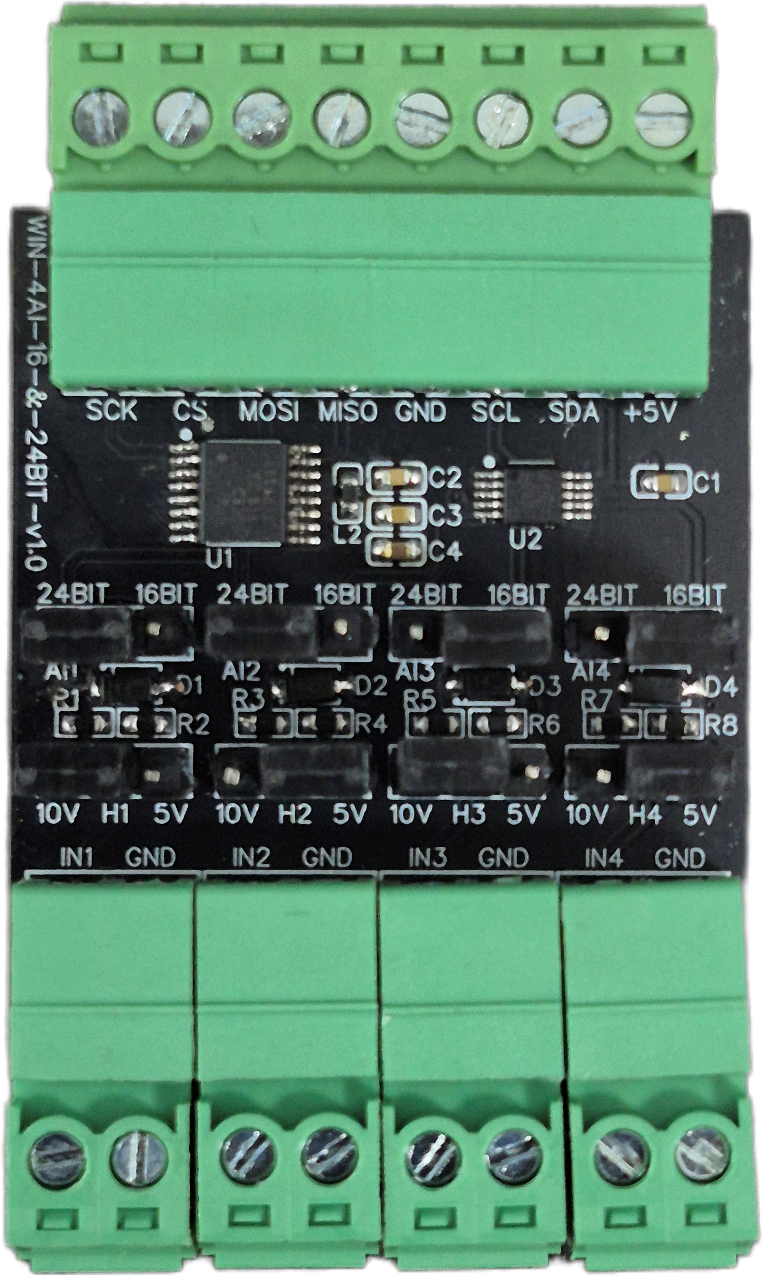 WIN-4AI-16-&-24BIT-v1.0
SCK CS MOSI MISO GND SCL SDA +5V
C2 C1
L2 C3
U1 C4 U2
24BIT 16BIT 24BIT 16BIT 24BIT 16BIT 24BIT 16BIT
AI1 D1 AI2 D2 AI3 D3 AI4 D4
R1 R2 R3 R4 R5 R6 R7 R8
10V H1 5V 10V H2 5V 10V H3 5V 10V H4 5V
IN1 GND IN2 GND IN3 GND IN4 GND